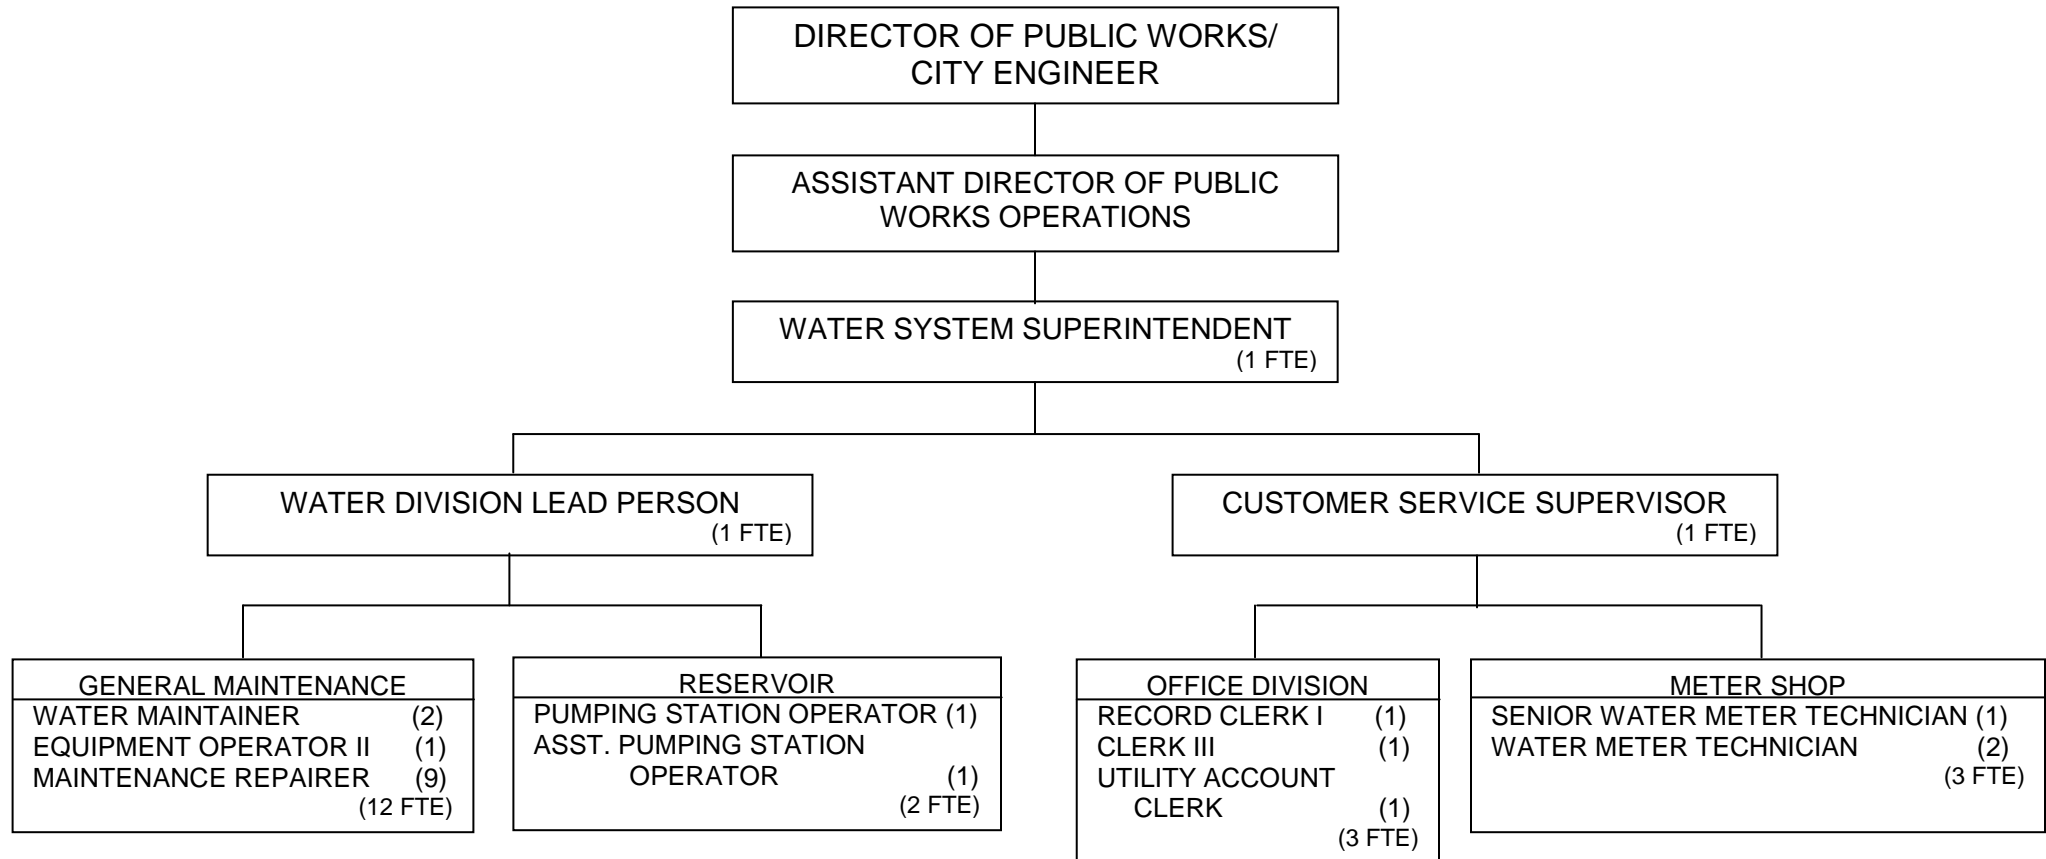 DIRECTOR OF PUBLIC WORKS/
CITY ENGINEER
ASSISTANT DIRECTOR OF PUBLIC
WORKS OPERATIONS
WATER SYSTEM SUPERINTENDENT
(1 FTE)
WATER DIVISION LEAD PERSON
(1 FTE)
CUSTOMER SERVICE SUPERVISOR
(1 FTE)
GENERAL MAINTENANCE
WATER MAINTAINER (2)
EQUIPMENT OPERATOR II (1)
MAINTENANCE REPAIRER (9)
(12 FTE)
RESERVOIR
PUMPING STATION OPERATOR (1)
ASST. PUMPING STATION
OPERATOR (1)
(2 FTE)
OFFICE DIVISION
RECORD CLERK I (1)
CLERK III (1)
UTILITY ACCOUNT
CLERK (1)
(3 FTE)
METER SHOP
SENIOR WATER METER TECHNICIAN (1)
WATER METER TECHNICIAN (2)
(3 FTE)